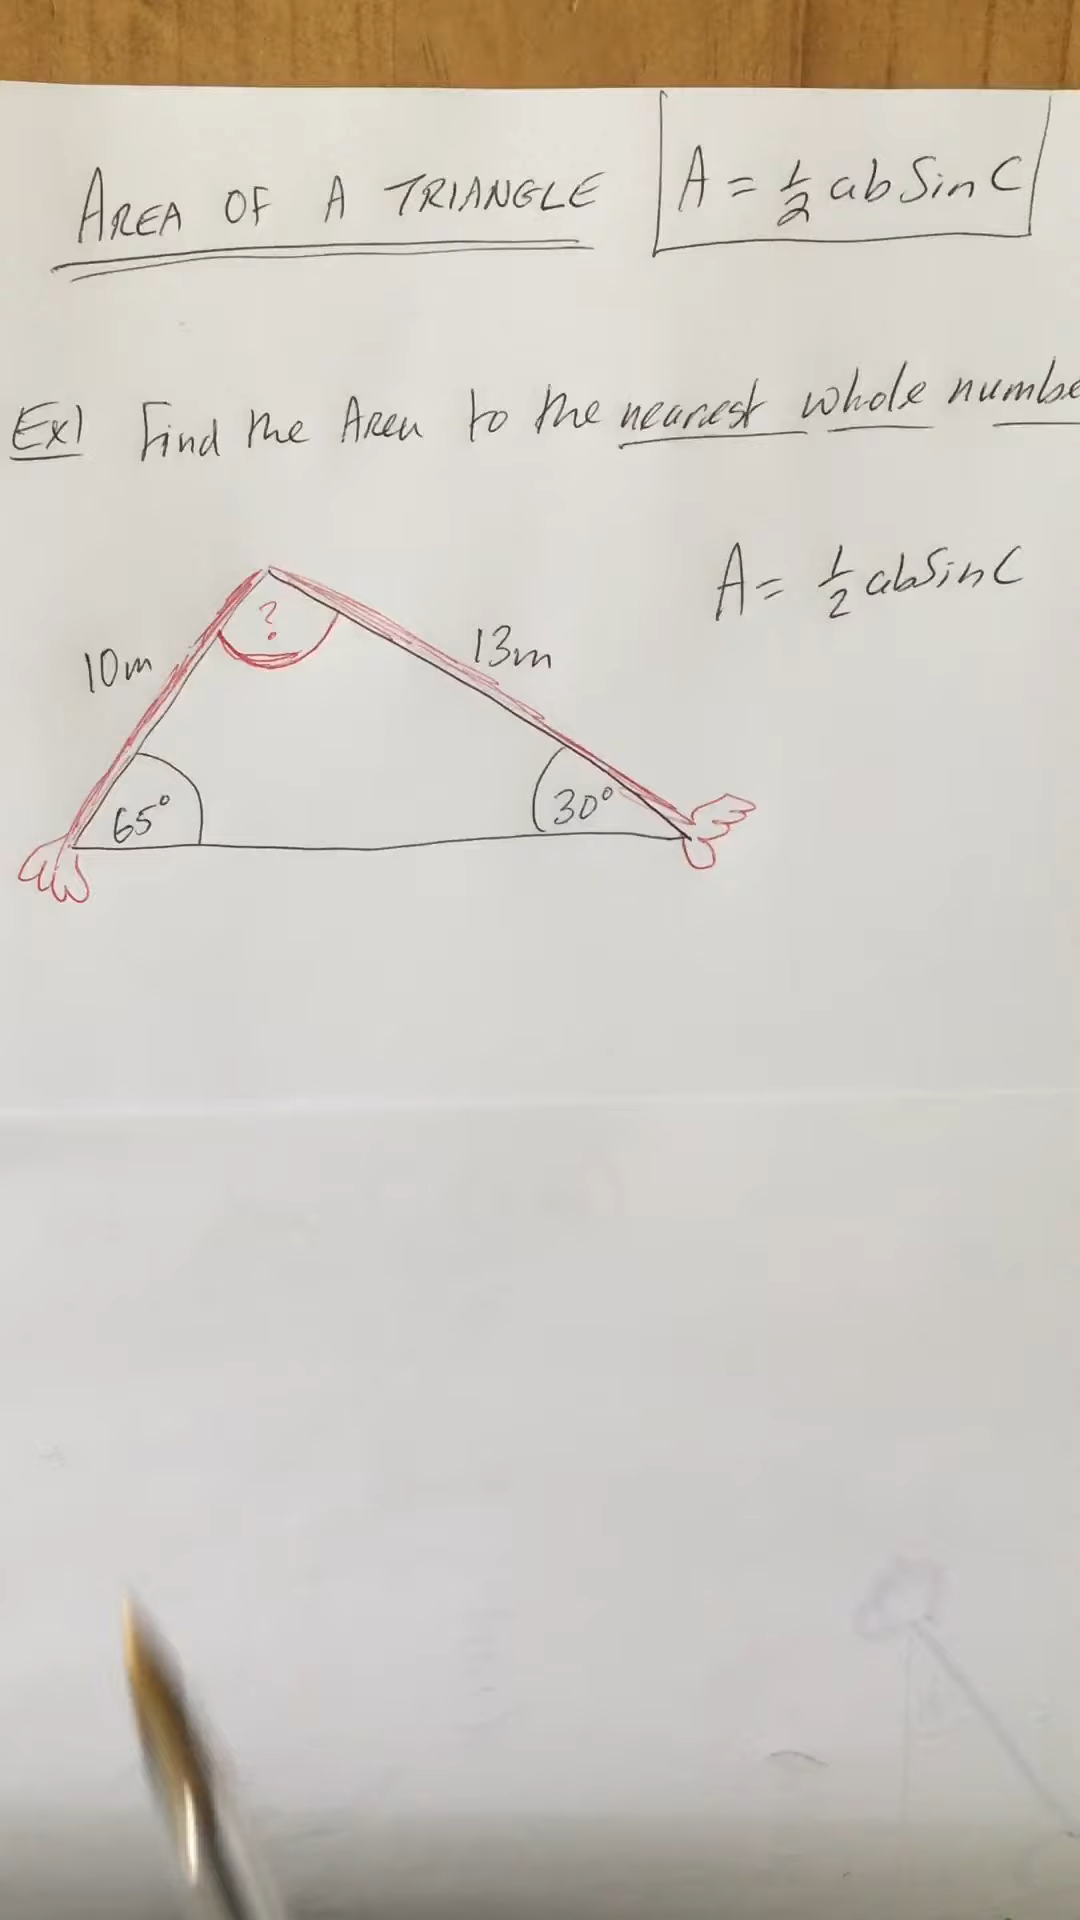 AREA OF A TRIANGLE
A = ½ ab Sin C
Ex1 Find the Area to the nearest whole numbe
A = ½ abSinC
?
10m
13m
65°
30°